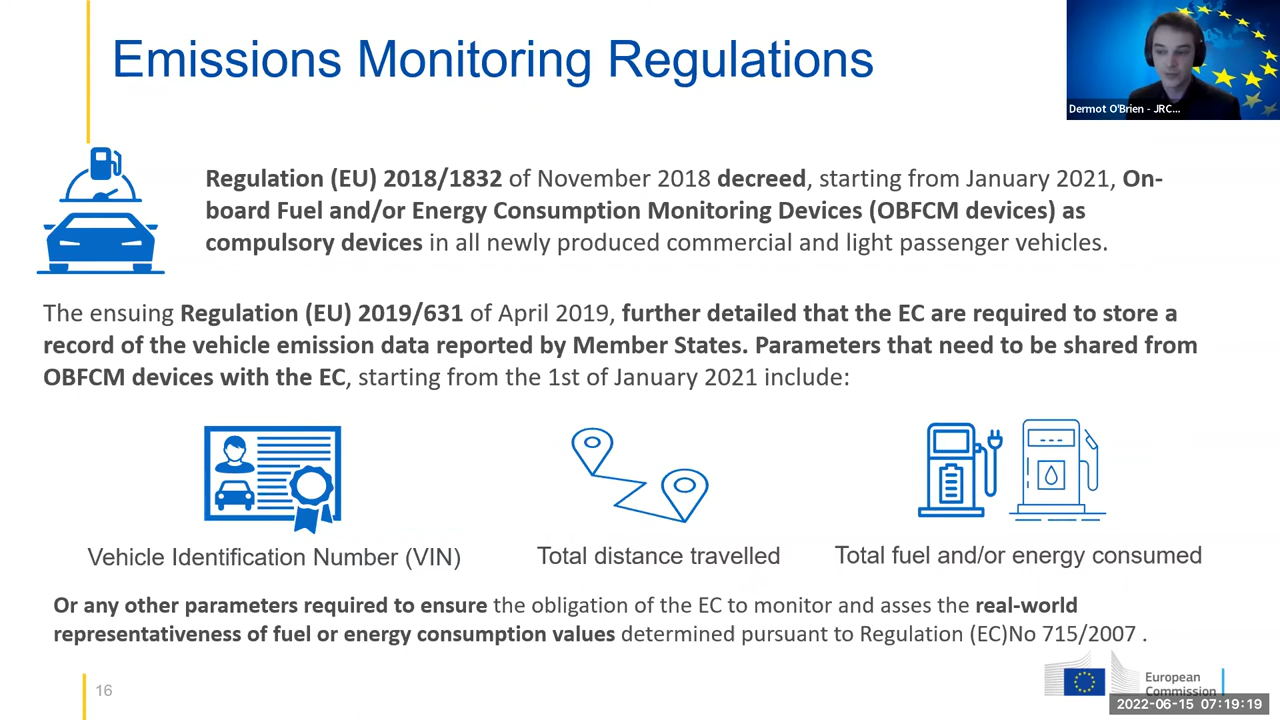 Emissions Monitoring Regulations
Dermot O'Brien - JRC...
Regulation (EU) 2018/1832 of November 2018 decreed, starting from January 2021, On-
board Fuel and/or Energy Consumption Monitoring Devices (OBFCM devices) as
compulsory devices in all newly produced commercial and light passenger vehicles.
The ensuing Regulation (EU) 2019/631 of April 2019, further detailed that the EC are required to store a
record of the vehicle emission data reported by Member States. Parameters that need to be shared from
OBFCM devices with the EC, starting from the 1st of January 2021 include:
Vehicle Identification Number (VIN)
Total distance travelled
Total fuel and/or energy consumed
Or any other parameters required to ensure the obligation of the EC to monitor and asses the real-world
representativeness of fuel or energy consumption values determined pursuant to Regulation (EC)No 715/2007 .
16
European
Commission
2022-06-15 07:19:19